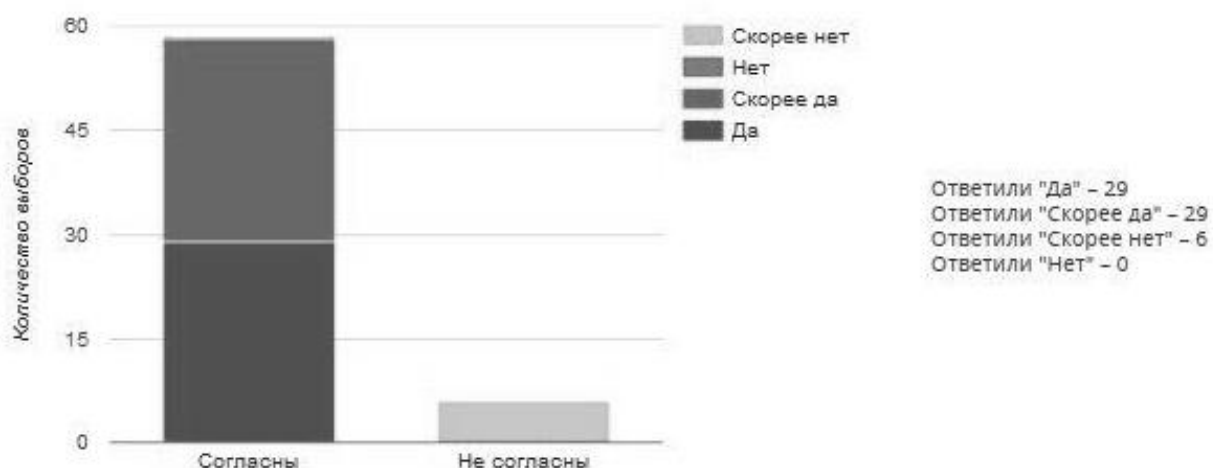 60
45
30
15
0
Количество выборов
Согласны
Не согласны
Скорее нет
Нет
Скорее да
Да
Ответили "Да" – 29
Ответили "Скорее да" – 29
Ответили "Скорее нет" – 6
Ответили "Нет" – 0